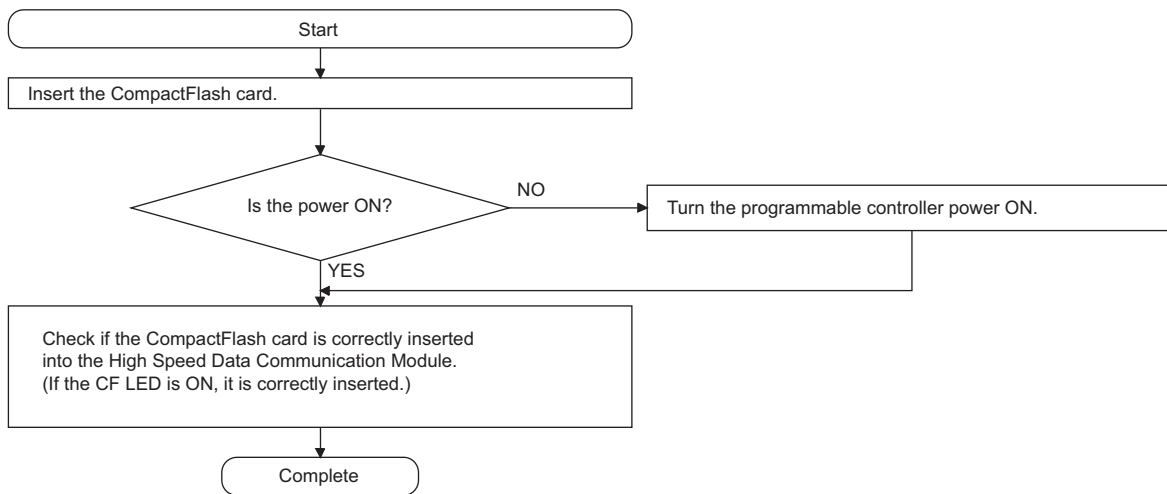 Start
Insert the CompactFlash card.
Is the power ON?
NO
Turn the programmable controller power ON.
YES
Check if the CompactFlash card is correctly inserted
into the High Speed Data Communication Module.
(If the CF LED is ON, it is correctly inserted.)
Complete